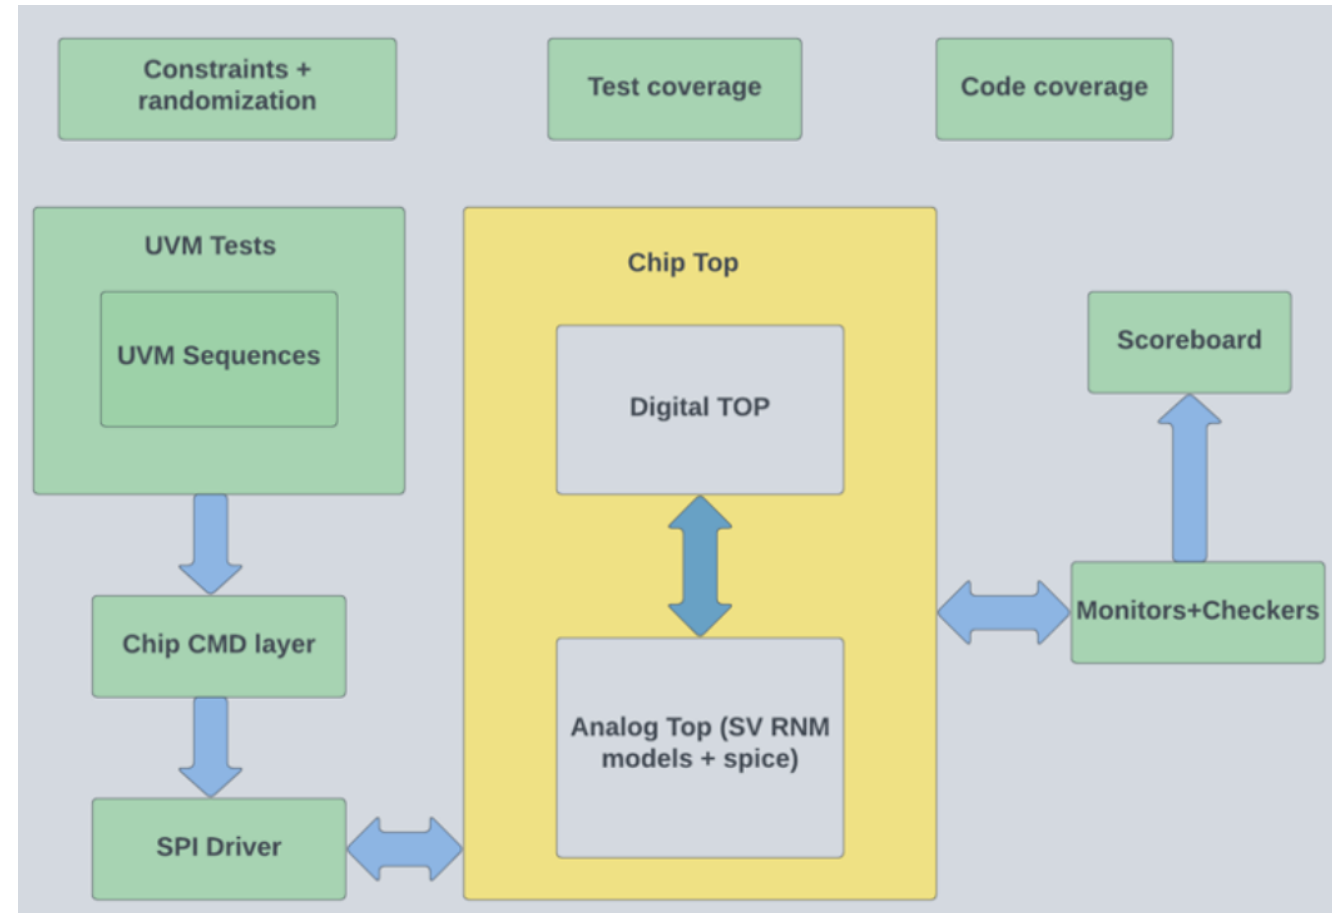 Constraints +
randomization
Test coverage
Code coverage
UVM Tests
UVM Sequences
Chip Top
Digital TOP
Scoreboard
Chip CMD layer
Monitors+Checkers
Analog Top (SV RNM
models + spice)
SPI Driver